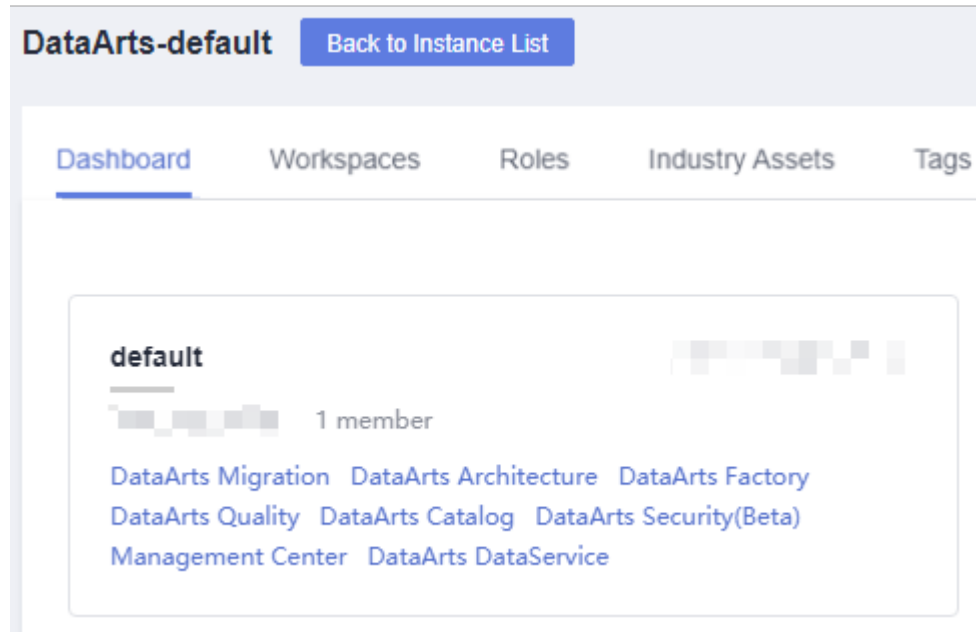 DataArts-default Back to Instance List
Dashboard Workspaces Roles Industry Assets Tags
default
1 member
DataArts Migration DataArts Architecture DataArts Factory
DataArts Quality DataArts Catalog DataArts Security(Beta)
Management Center DataArts DataService